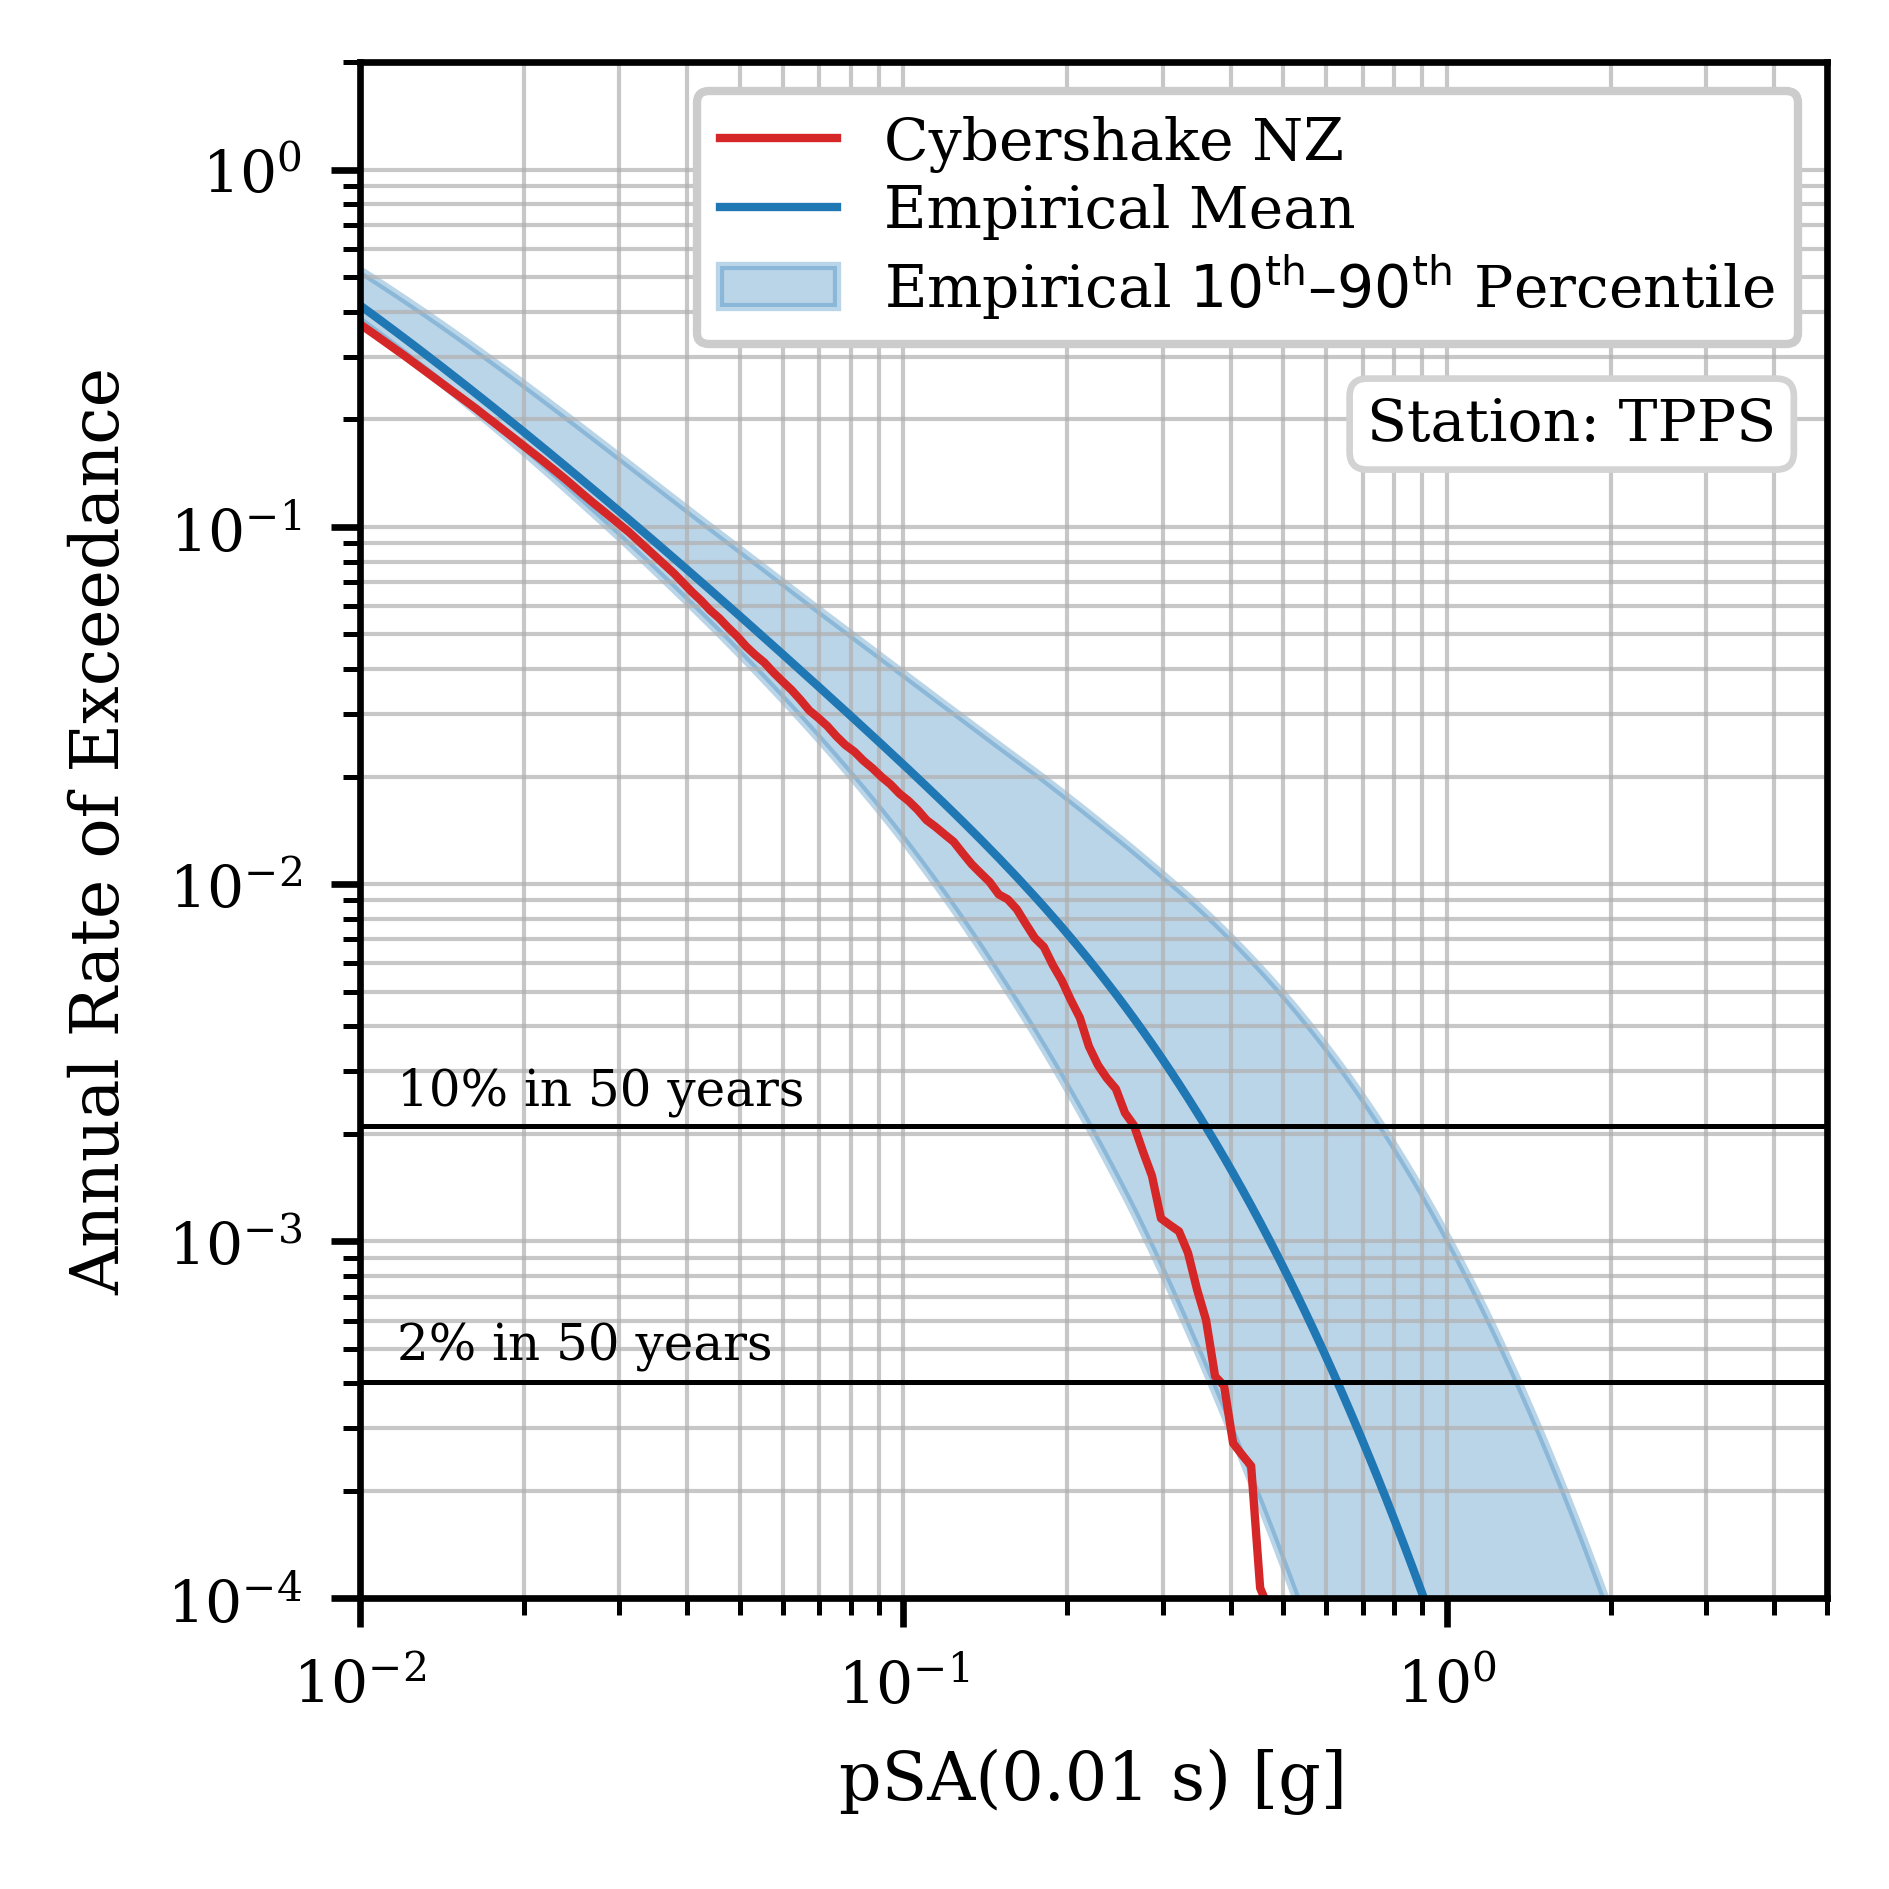 Cybershake NZ
Empirical Mean
Empirical 10th–90th Percentile
Station: TPPS
10^0
10^−1
10^−2
10^−3
10^−4
Annual Rate of Exceedance
10% in 50 years
2% in 50 years
10^−2 10^−1 10^0
pSA(0.01 s) [g]